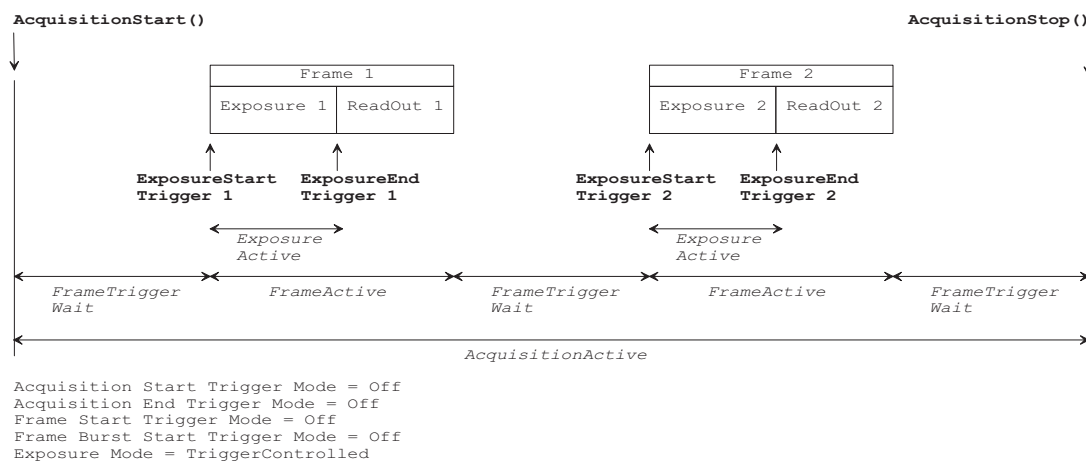 AcquisitionStart() AcquisitionStop()
Frame 1 Frame 2
Exposure 1 ReadOut 1 Exposure 2 ReadOut 2
ExposureStart ExposureEnd ExposureStart ExposureEnd
Trigger 1 Trigger 1 Trigger 2 Trigger 2
Exposure Exposure
Active Active
FrameTrigger FrameActive FrameTrigger FrameActive FrameTrigger
Wait Wait Wait
AcquisitionActive
Acquisition Start Trigger Mode = Off
Acquisition End Trigger Mode = Off
Frame Start Trigger Mode = Off
Frame Burst Start Trigger Mode = Off
Exposure Mode = TriggerControlled